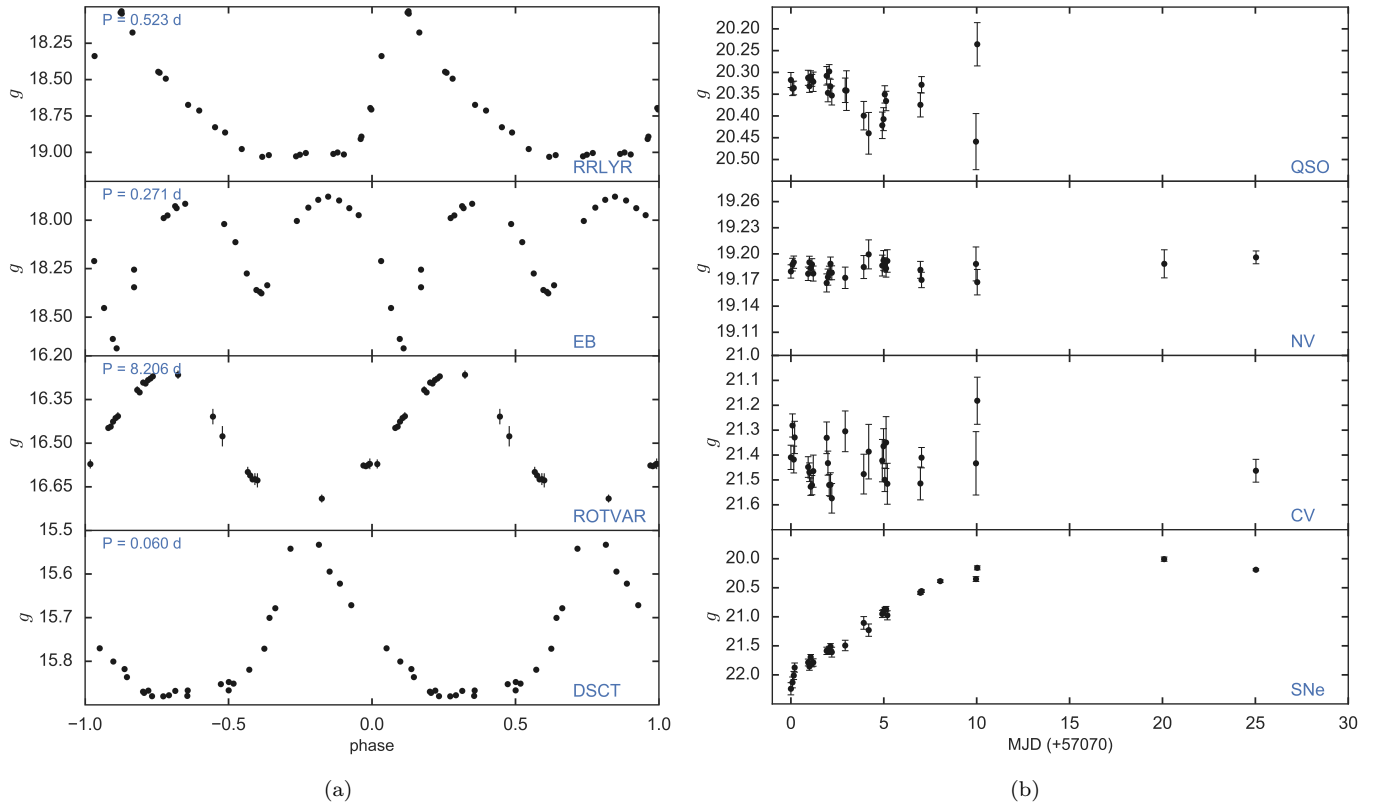 P = 0.523 d
18.25
18.50
18.75
19.00
g
RRLYR
P = 0.271 d
18.00
18.25
18.50
g
EB
16.20
P = 8.206 d
16.35
16.50
16.65
g
ROTVAR
15.5
P = 0.060 d
15.6
15.7
15.8
g
DSCT
−1.0 −0.5 0.0 0.5 1.0
phase
(a)
20.20
20.25
20.30
20.35
20.40
20.45
20.50
g
QSO
19.26
19.23
19.20
19.17
19.14
19.11
g
NV
21.0
21.1
21.2
21.3
21.4
21.5
21.6
g
CV
20.0
20.5
21.0
21.5
22.0
g
SNe
0 5 10 15 20 25 30
MJD (+57070)
(b)